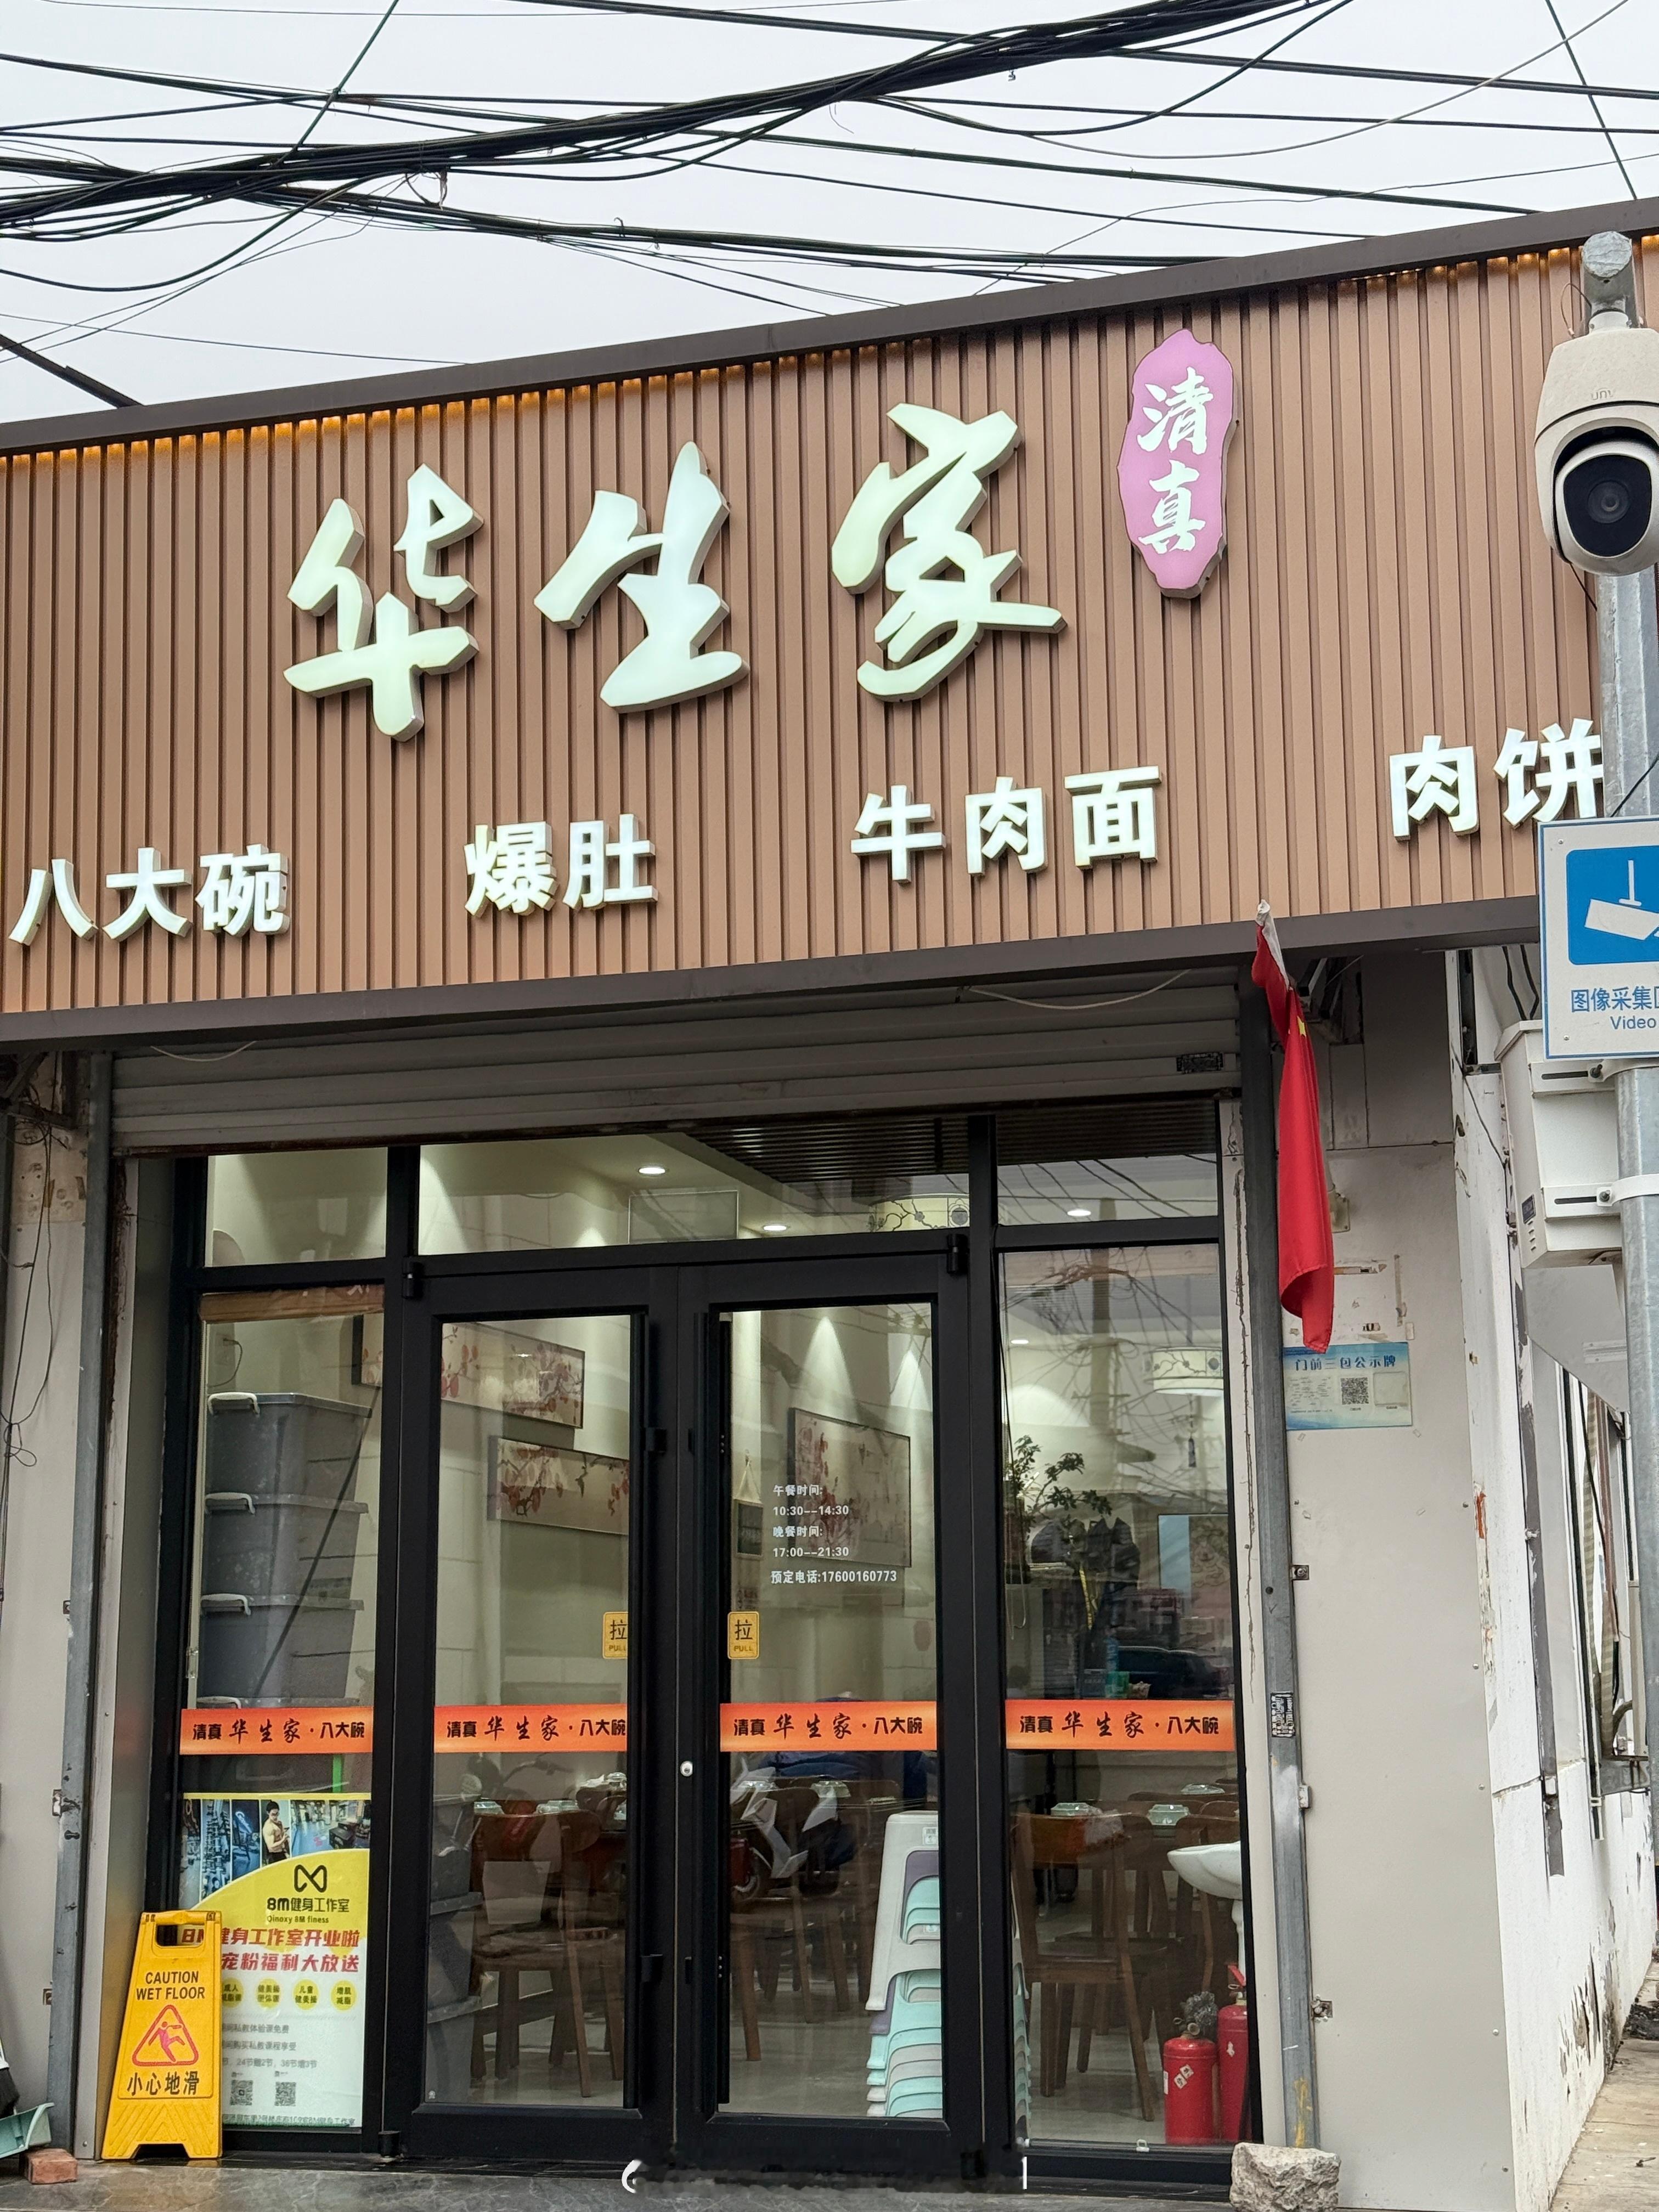 华生家
清真
八大碗 爆肚 牛肉面 肉饼
unv
图像采集
Video
门前三包公示牌
午餐时间:
10:30--14:30
晚餐时间:
17:00--21:30
预定电话:17600160773
拉
PULL
拉
PULL
清真 华生家·八大碗
清真 华生家·八大碗
清真 华生家·八大碗
清真 华生家·八大碗
8M健身工作室
健身工作室开业啦
宠粉福利大放送
CAUTION
WET FLOOR
小心地滑